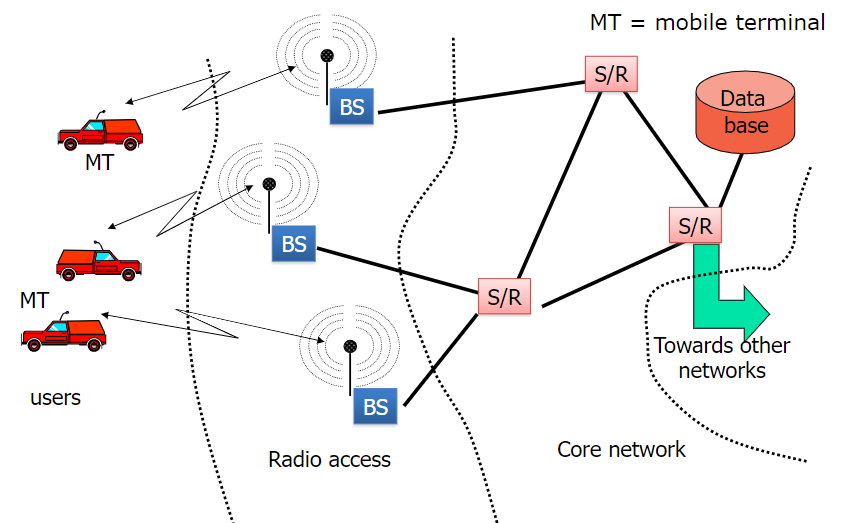 MT = mobile terminal
S/R
Data
base
BS
MT
S/R
BS
S/R
MT
Towards other
networks
users
BS
Core network
Radio access